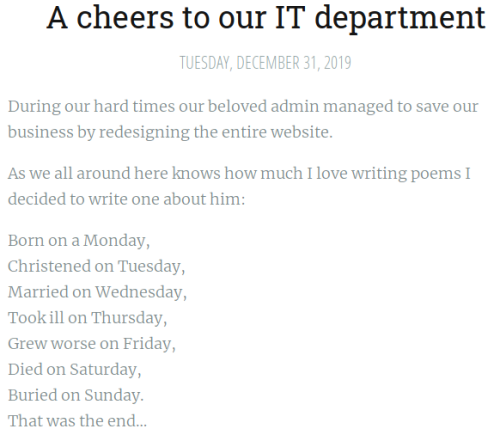 A cheers to our IT department
TUESDAY, DECEMBER 31, 2019
During our hard times our beloved admin managed to save our
business by redesigning the entire website.
As we all around here knows how much I love writing poems I
decided to write one about him:
Born on a Monday,
Christened on Tuesday,
Married on Wednesday,
Took ill on Thursday,
Grew worse on Friday,
Died on Saturday,
Buried on Sunday.
That was the end...